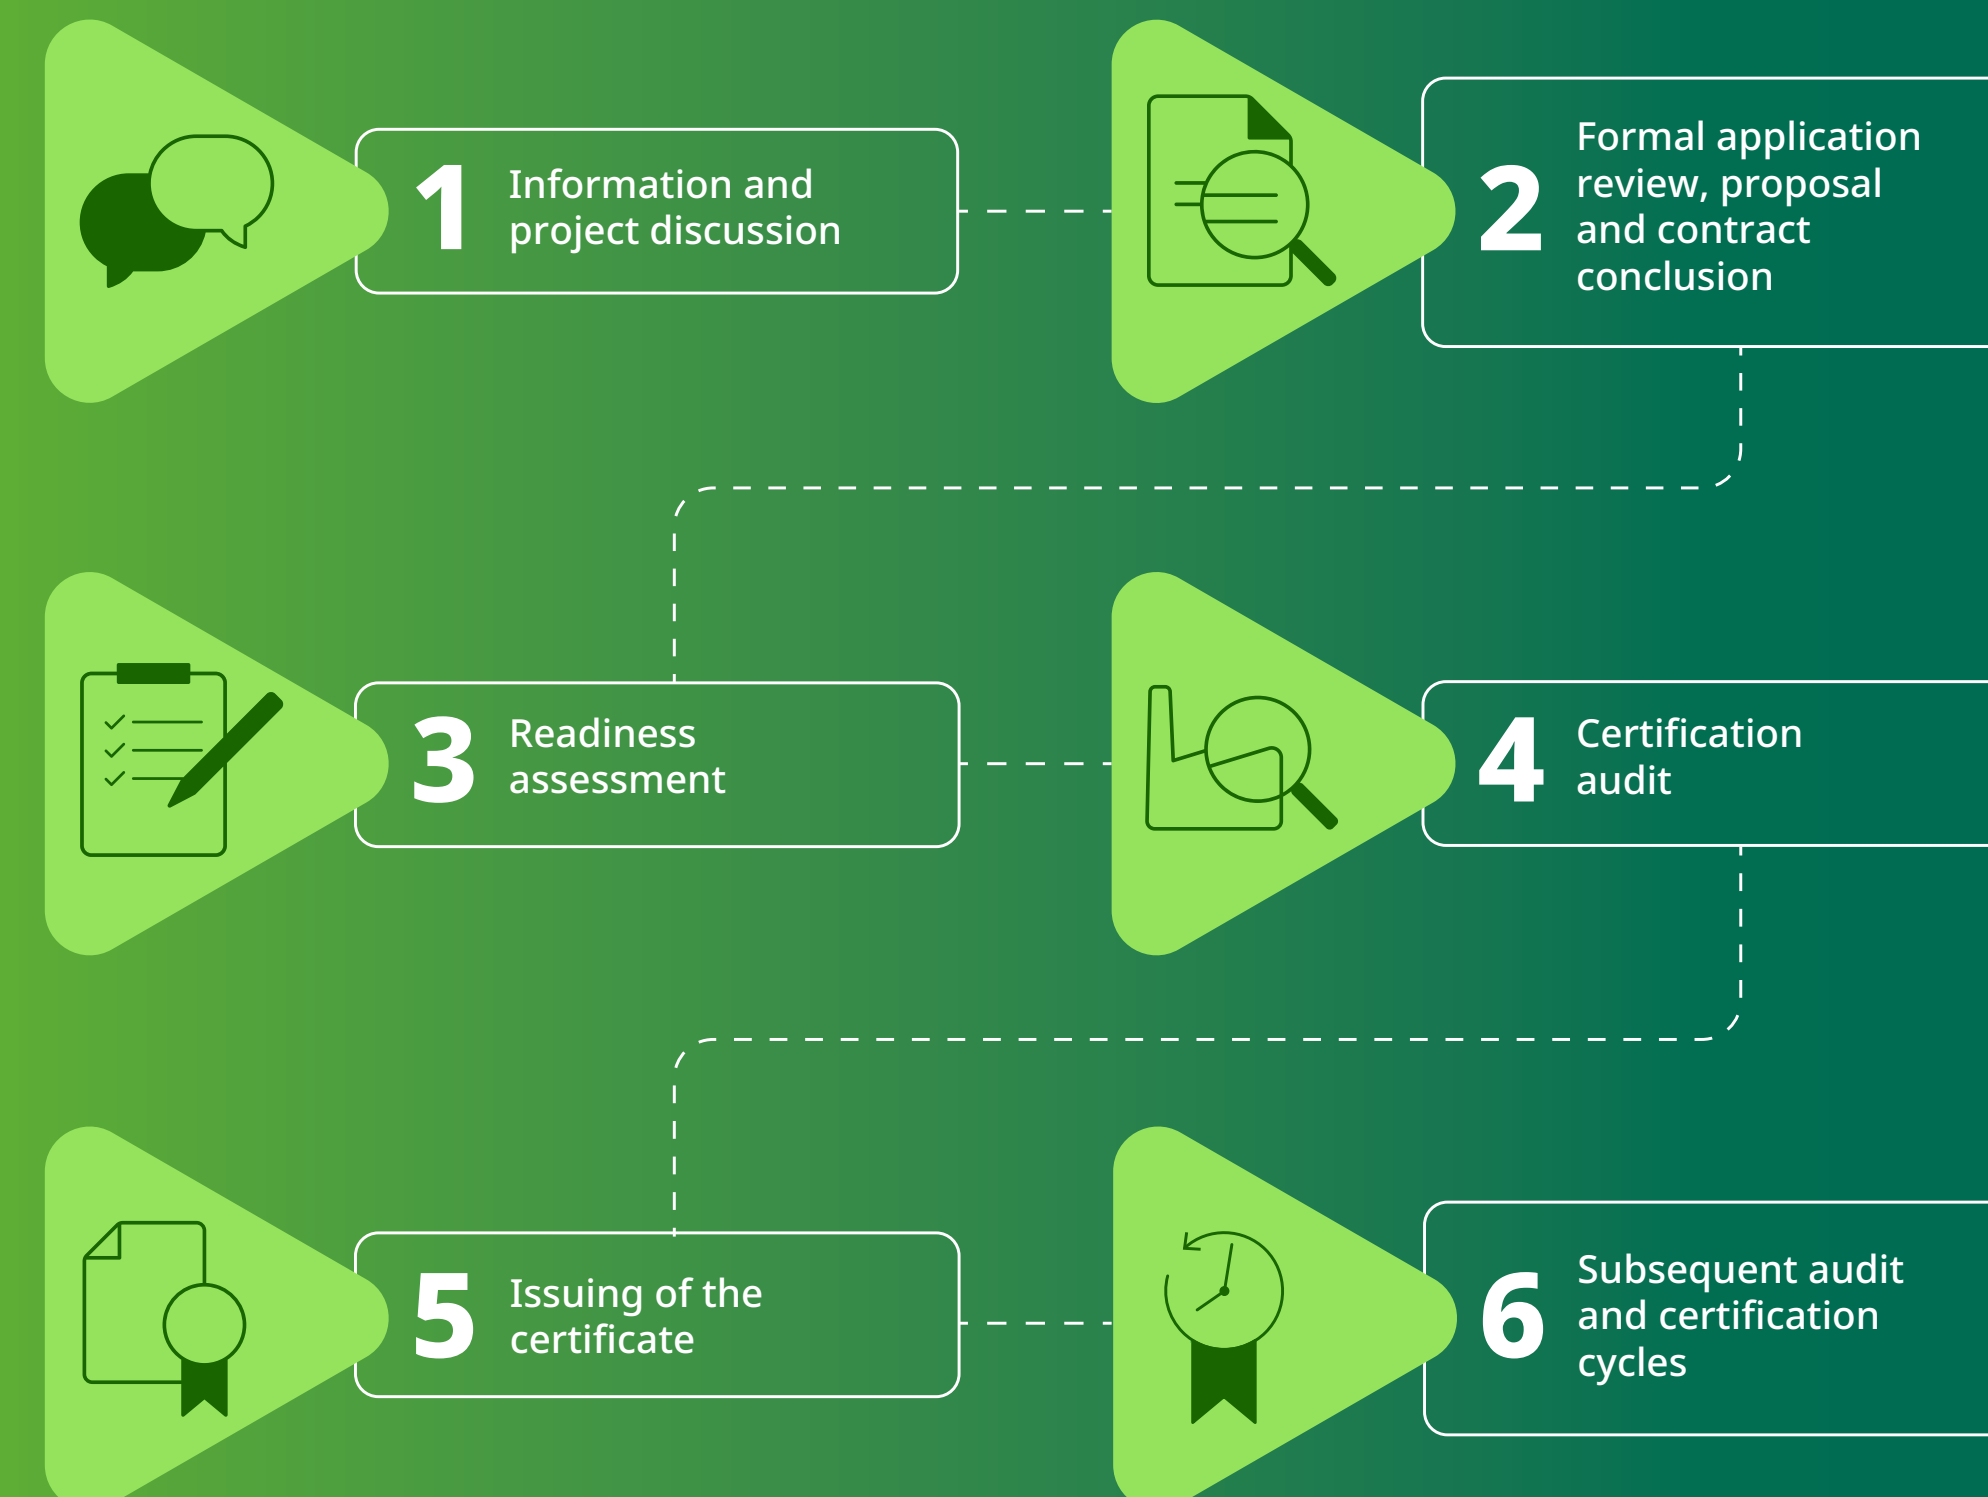 1
Information and
project discussion
2
Formal application
review, proposal
and contract
conclusion
3
Readiness
assessment
4
Certification
audit
5
Issuing of the
certificate
6
Subsequent audit
and certification
cycles